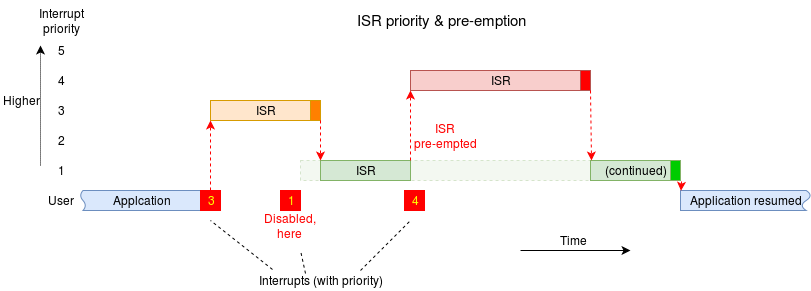 ISR priority & pre-emption
Interrupt
priority
5
4
3
2
1
Higher
User
ISR
ISR
ISR
pre-empted
ISR
(continued)
Applcation
3
1
4
Application resumed
Disabled,
here
Time
Interrupts (with priority)